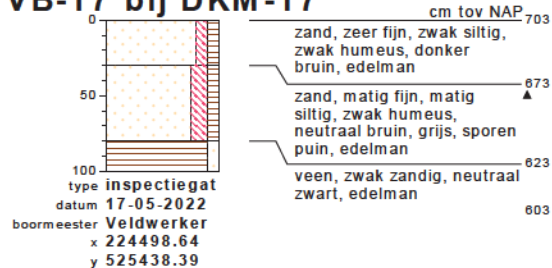 VB-17 bij DKM-17
cm tov NAP
0
703
zand, zeer fijn, zwak siltig,
zwak humeus, donker
bruin, edelman
673
50
zand, matig fijn, matig
siltig, zwak humeus,
neutraal bruin, grijs, sporen
puin, edelman
623
100
veen, zwak zandig, neutraal
zwart, edelman
603
type inspectiegat
datum 17-05-2022
boormeester Veldwerker
x 224498.64
y 525438.39